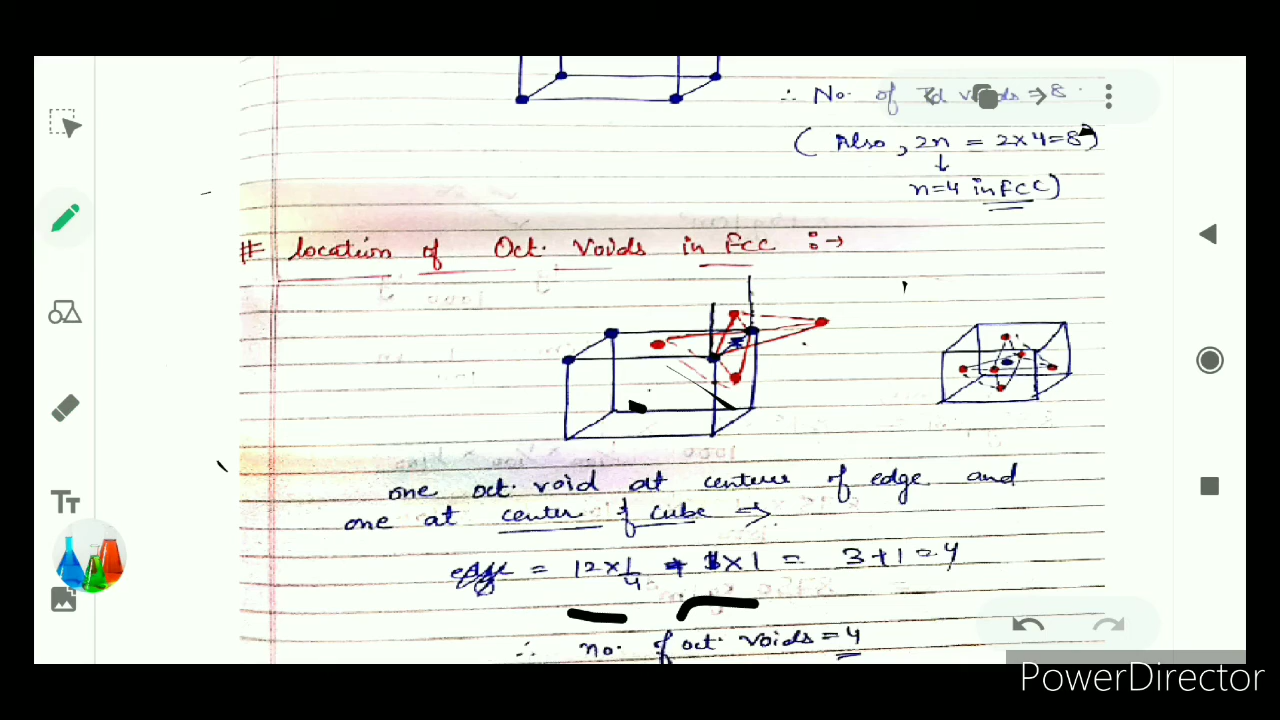 ∴ No. of Td voids → 8.
( Also, 2n = 2×4=8)
↓
n=4 in FCC)
# location of Oct. Voids in Fcc :→
one oct. void at centere of edge and
one at center of cube ⇒
edge = 12×1/4 + 1×1 = 3+1=4
∴ no. of oct. voids = 4
Tт
PowerDirector